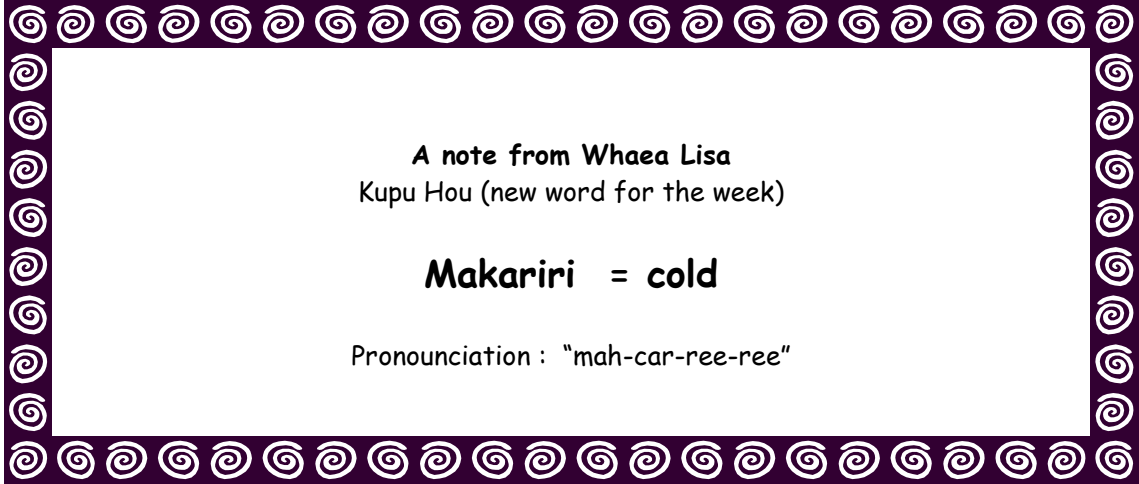 A note from Whaea Lisa
Kupu Hou (new word for the week)
Makariri = cold
Pronounciation : “mah-car-ree-ree”